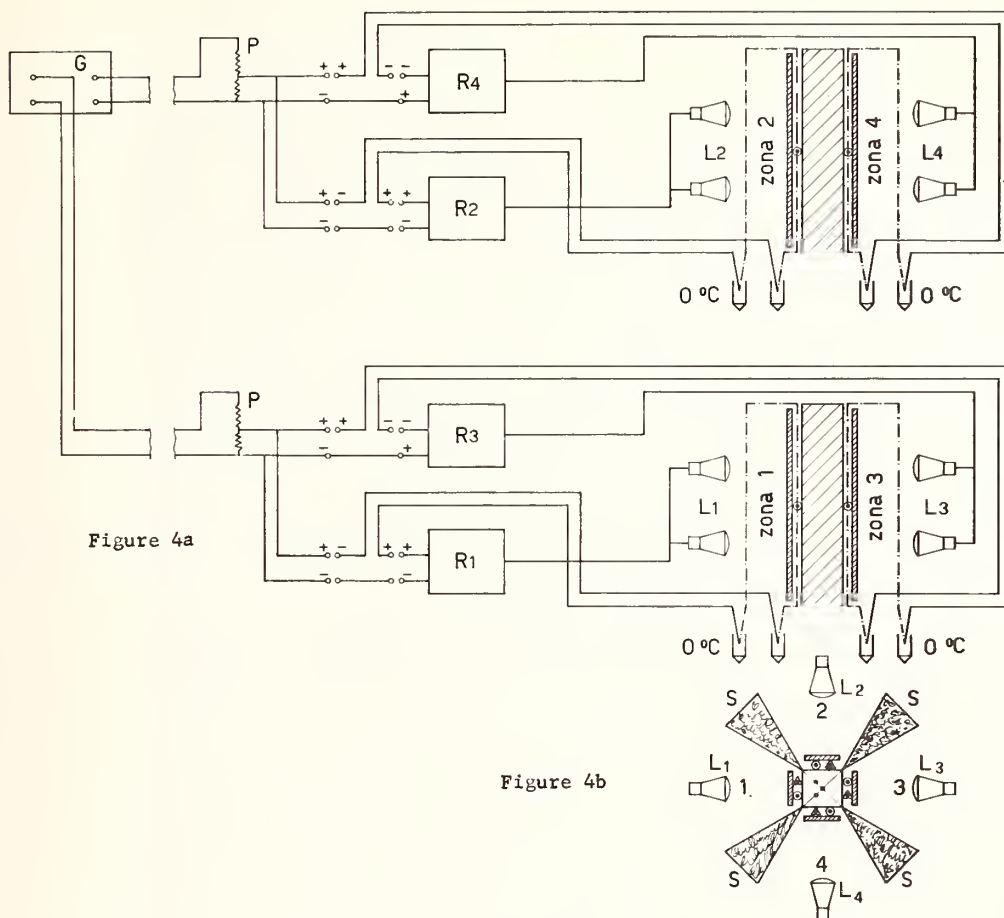 G
P
+ +
- -
-
+
R4
+ -
+ +
-
-
R2
L2
zona 2
zona 4
L4
0 ºC
0 ºC
P
+ +
- -
-
+
R3
+ -
+ +
-
-
R1
L1
zona 1
zona 3
L3
0 ºC
0 ºC
Figure 4a
Figure 4b
L2
2
S
S
L1
1.
3
L3
S
4
S
L4